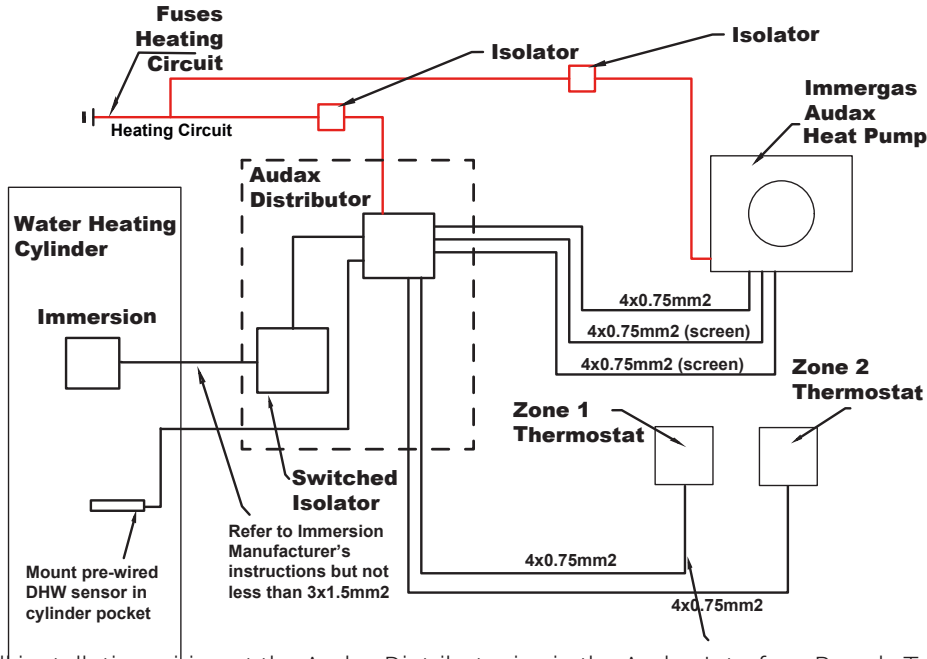 Fuses
Heating
Circuit
Isolator
Isolator
Heating Circuit
Immergas
Audax
Heat Pump
Audax
Distributor
Water Heating
Cylinder
Immersion
4x0.75mm2
4x0.75mm2 (screen)
4x0.75mm2 (screen)
Zone 2
Thermostat
Zone 1
Thermostat
Switched
Isolator
Refer to Immersion
Manufacturer's
instructions but not
less than 3x1.5mm2
Mount pre-wired
DHW sensor in
cylinder pocket
4x0.75mm2
4x0.75mm2